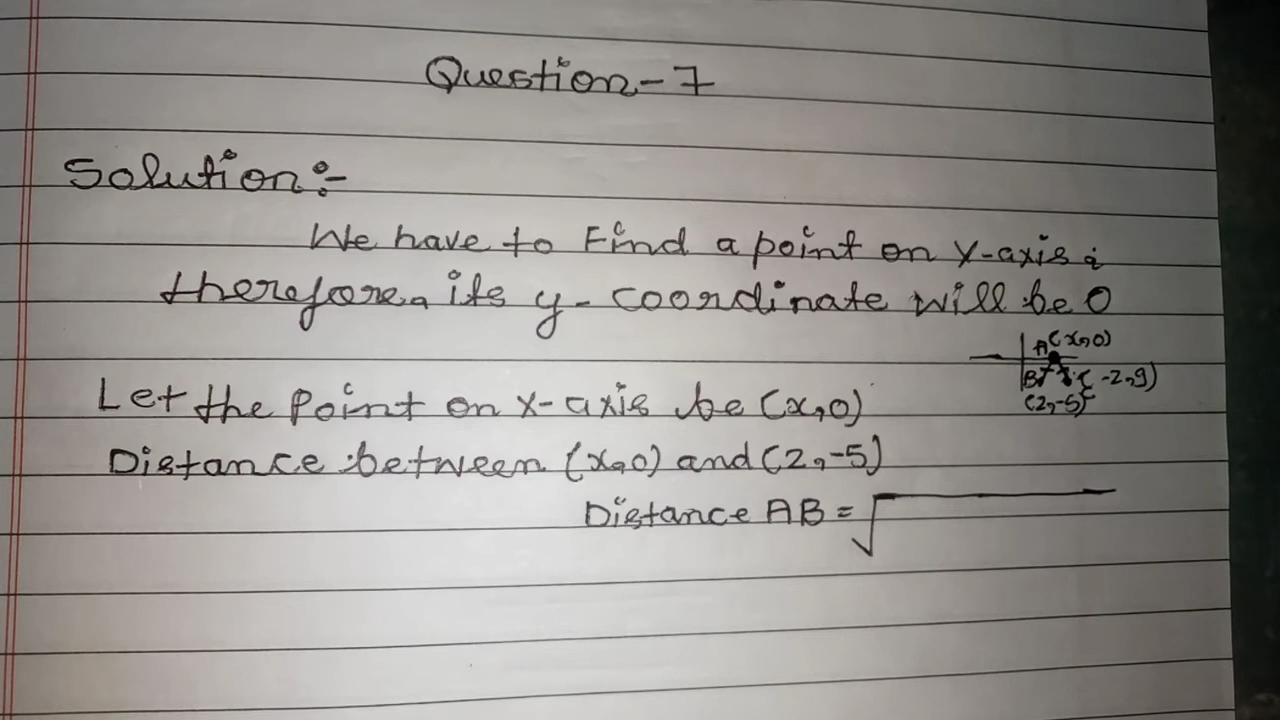 Question-7
Solution:-
We have to Find a point on X-axis;
therefore, its y-coordinate will be 0
A(x,0)
B C(-2,9)
(2,-5)
Let the Point on x-axis be (x,0)
Distance between (x,0) and (2,-5)
Distance AB = √